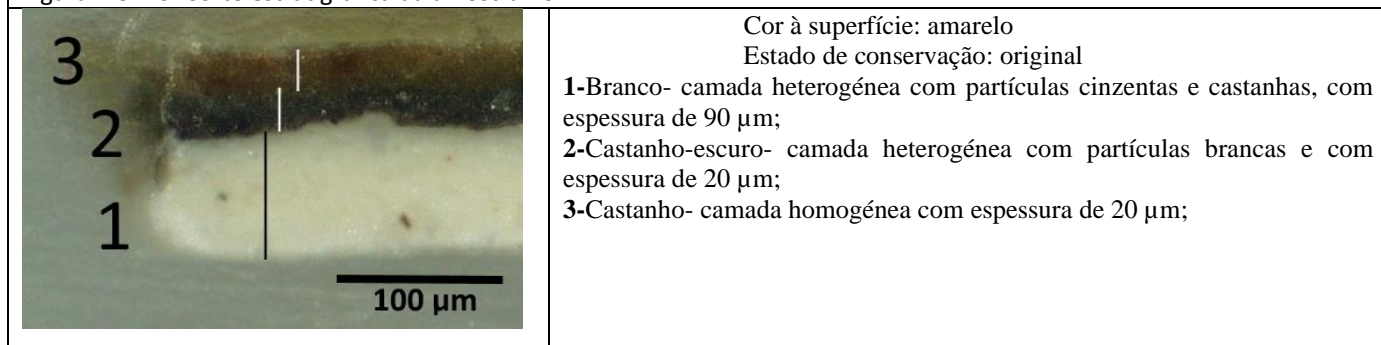 3
2
1
100 µm
Cor à superfície: amarelo
Estado de conservação: original
1-Branco- camada heterogénea com partículas cinzentas e castanhas, com
espessura de 90 µm;
2-Castanho-escuro- camada heterogénea com partículas brancas e com
espessura de 20 µm;
3-Castanho- camada homogénea com espessura de 20 µm;